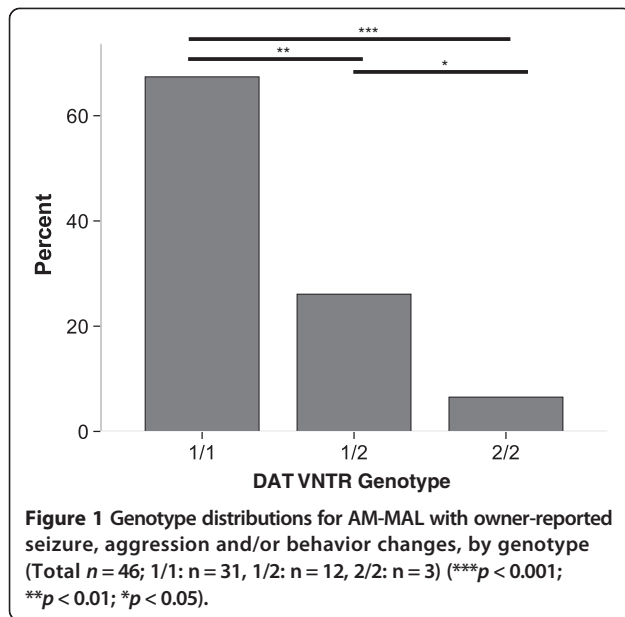 ***
**
*
60
40
20
0
Percent
1/1 1/2 2/2
DAT VNTR Genotype
Figure 1 Genotype distributions for AM-MAL with owner-reported
seizure, aggression and/or behavior changes, by genotype
(Total n = 46; 1/1: n = 31, 1/2: n = 12, 2/2: n = 3) (***p < 0.001;
**p < 0.01; *p < 0.05).